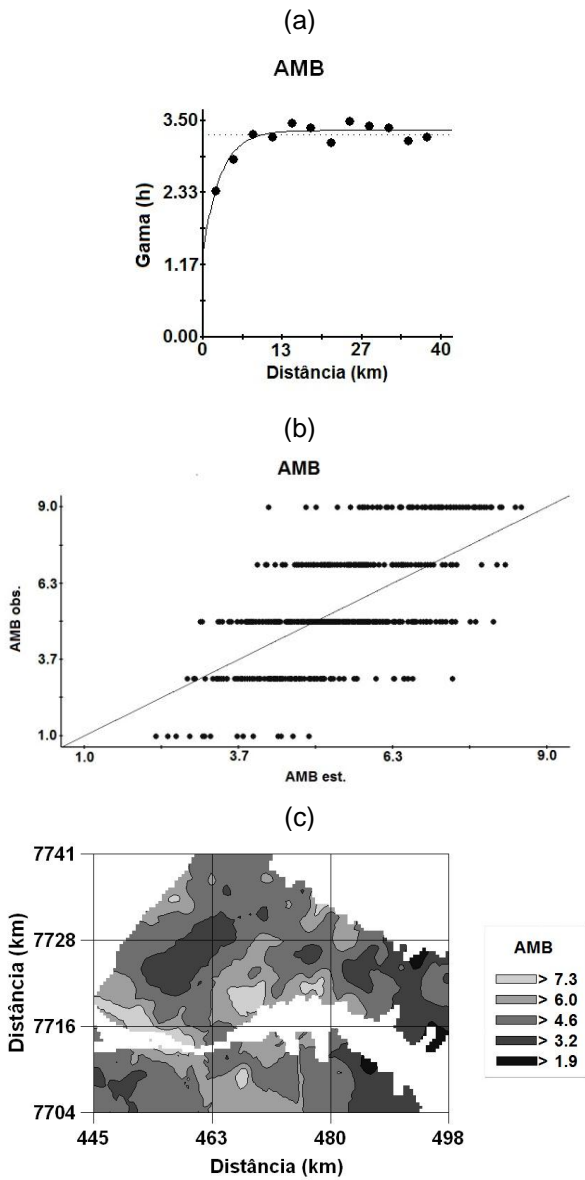 (a)
AMB
3.50
2.33
1.17
0.00
Gama (h)
0 13 27 40
Distância (km)
(b)
AMB
9.0
6.3
3.7
1.0
AMB obs.
1.0 3.7 6.3 9.0
AMB est.
(c)
7741
7728
7716
7704
Distância (km)
445 463 480 498
Distância (km)
AMB
> 7.3
> 6.0
> 4.6
> 3.2
> 1.9